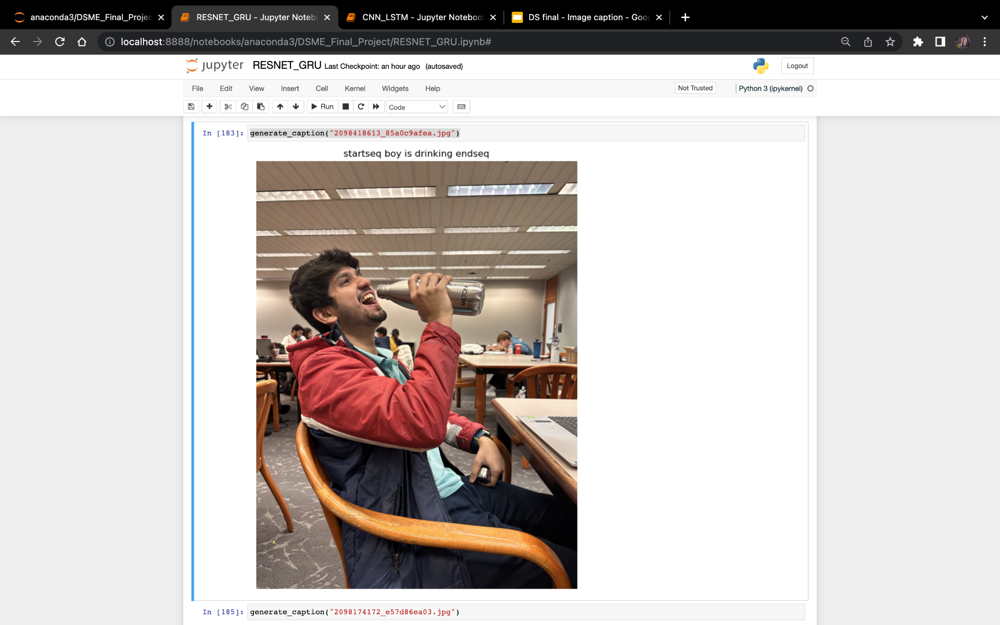 anaconda3/DSME_Final_Projec
RESNET_GRU - Jupyter Noteb
CNN_LSTM - Jupyter Noteboo
DS final - Image caption - Goo
localhost:8888/notebooks/anaconda3/DSME_Final_Project/RESNET_GRU.ipynb#
jupyter RESNET_GRU Last Checkpoint: an hour ago (autosaved)
Logout
File Edit View Insert Cell Kernel Widgets Help
Not Trusted
Python 3 (ipykernel)
Run
Code
In [183]: generate_caption("2098418613_85a0c9afea.jpg")
startseq boy is drinking endseq
MILTON
In [185]: generate_caption("2098174172_e57d86ea03.jpg")